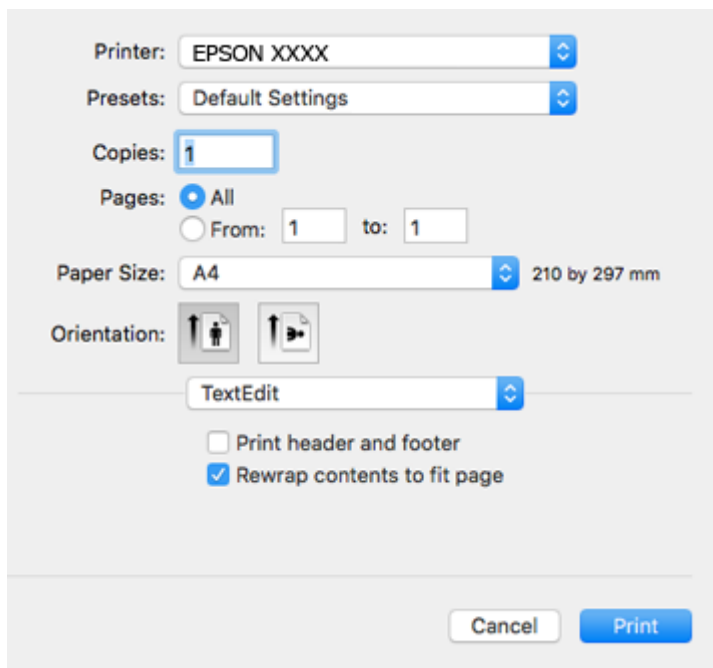 Printer: EPSON XXXX
Presets: Default Settings
Copies: 1
Pages: All
From: 1 to: 1
Paper Size: A4 210 by 297 mm
Orientation:
TextEdit
Print header and footer
Rewrap contents to fit page
Cancel Print